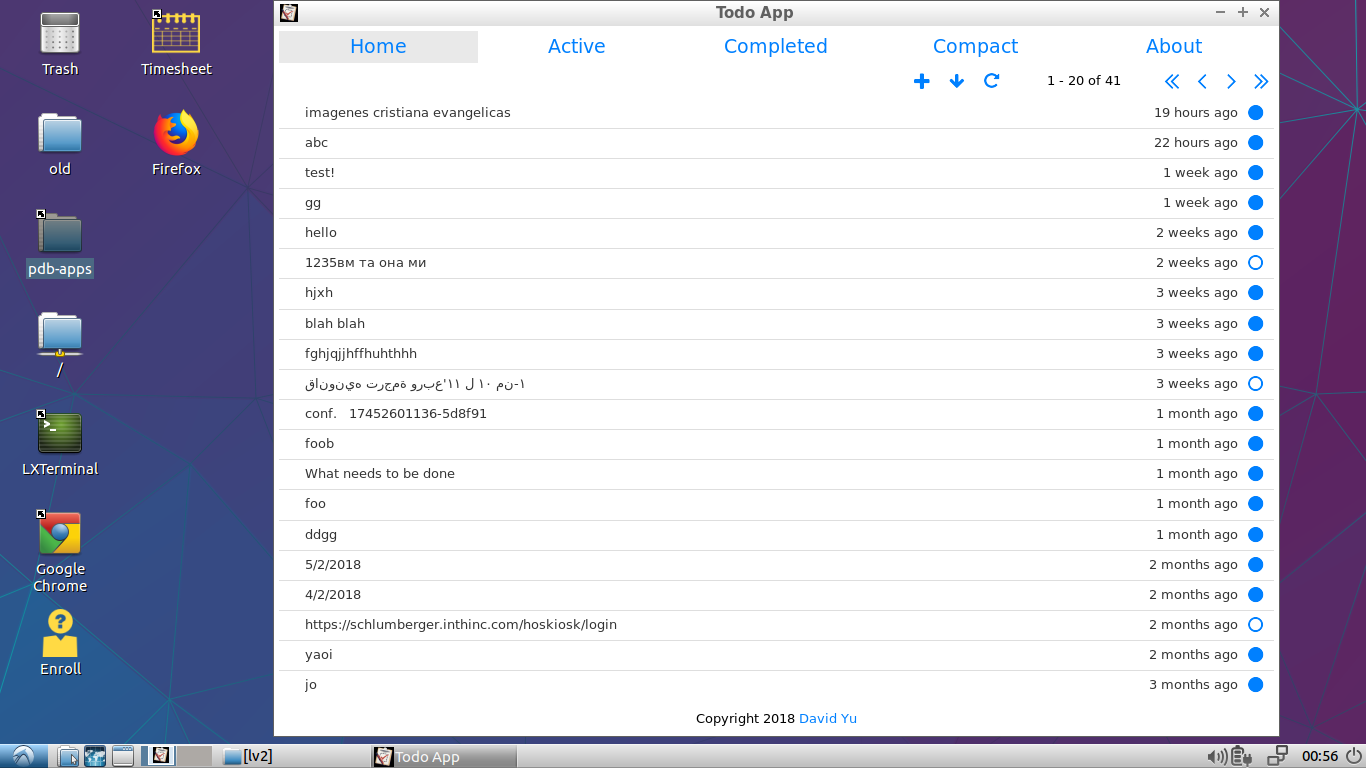 Trash
Timesheet
old
Firefox
pdb-apps
/
LXTerminal
Google
Chrome
Enroll
Todo App
Home Active Completed Compact About
1 - 20 of 41
imagenes cristiana evangelicas 19 hours ago
abc 22 hours ago
test! 1 week ago
gg 1 week ago
hello 2 weeks ago
1235вм та она ми 2 weeks ago
hjxh 3 weeks ago
blah blah 3 weeks ago
fghjqjjhffhuhthhh 3 weeks ago
١-نم ١٠ ل ١١'عبرو ةمجرت هينوناق 3 weeks ago
conf.   17452601136-5d8f91 1 month ago
foob 1 month ago
What needs to be done 1 month ago
foo 1 month ago
ddgg 1 month ago
5/2/2018 2 months ago
4/2/2018 2 months ago
https://schlumberger.inthinc.com/hoskiosk/login 2 months ago
yaoi 2 months ago
jo 3 months ago
Copyright 2018 David Yu
[lv2] Todo App 00:56